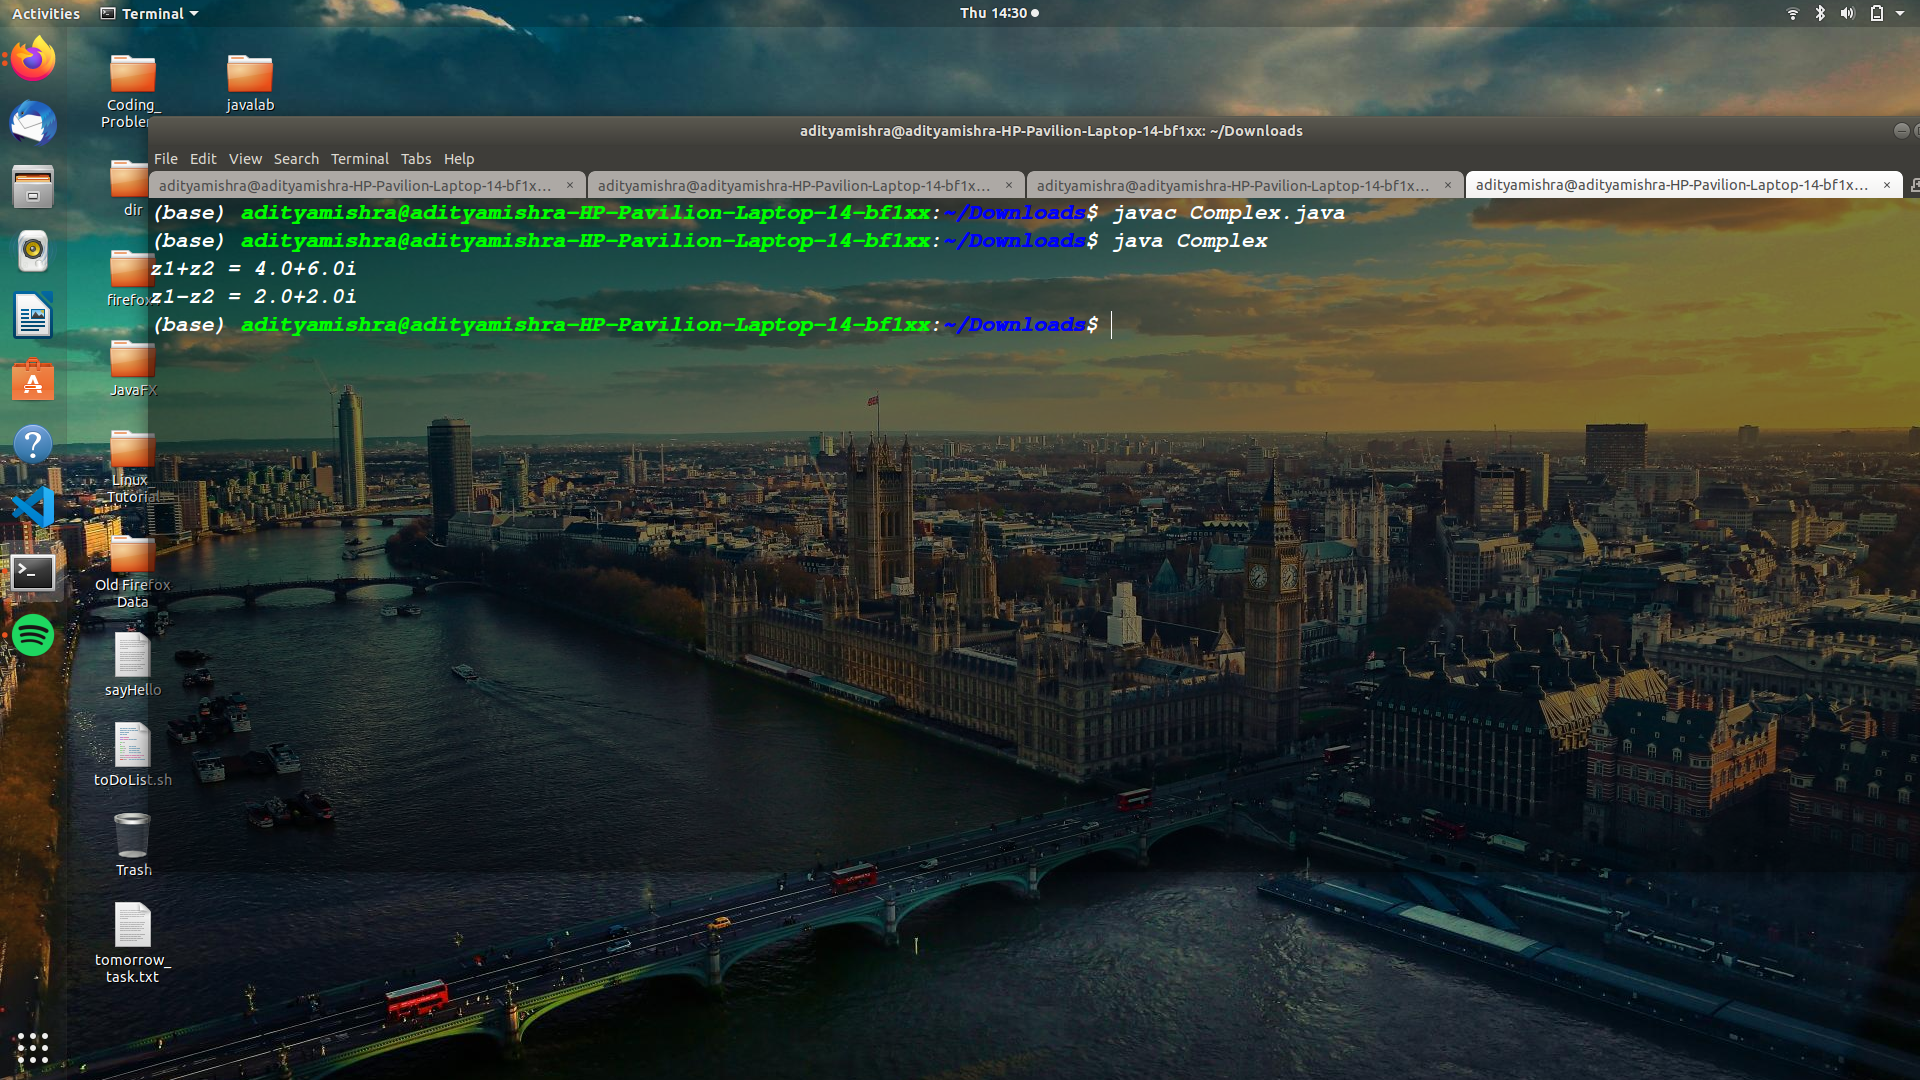 Activities
Terminal
Thu 14:30
Coding_
Problem
javalab
dir
firefox
JavaFX
Linux_
Tutorial
Old Firefox
Data
sayHello
toDoList.sh
Trash
tomorrow_
task.txt
adityamishra@adityamishra-HP-Pavilion-Laptop-14-bf1xx: ~/Downloads
File Edit View Search Terminal Tabs Help
adityamishra@adityamishra-HP-Pavilion-Laptop-14-bf1x... ×
adityamishra@adityamishra-HP-Pavilion-Laptop-14-bf1x... ×
adityamishra@adityamishra-HP-Pavilion-Laptop-14-bf1x... ×
adityamishra@adityamishra-HP-Pavilion-Laptop-14-bf1x... ×
(base) adityamishra@adityamishra-HP-Pavilion-Laptop-14-bf1xx:~/Downloads$ javac Complex.java
(base) adityamishra@adityamishra-HP-Pavilion-Laptop-14-bf1xx:~/Downloads$ java Complex
z1+z2 = 4.0+6.0i
z1-z2 = 2.0+2.0i
(base) adityamishra@adityamishra-HP-Pavilion-Laptop-14-bf1xx:~/Downloads$